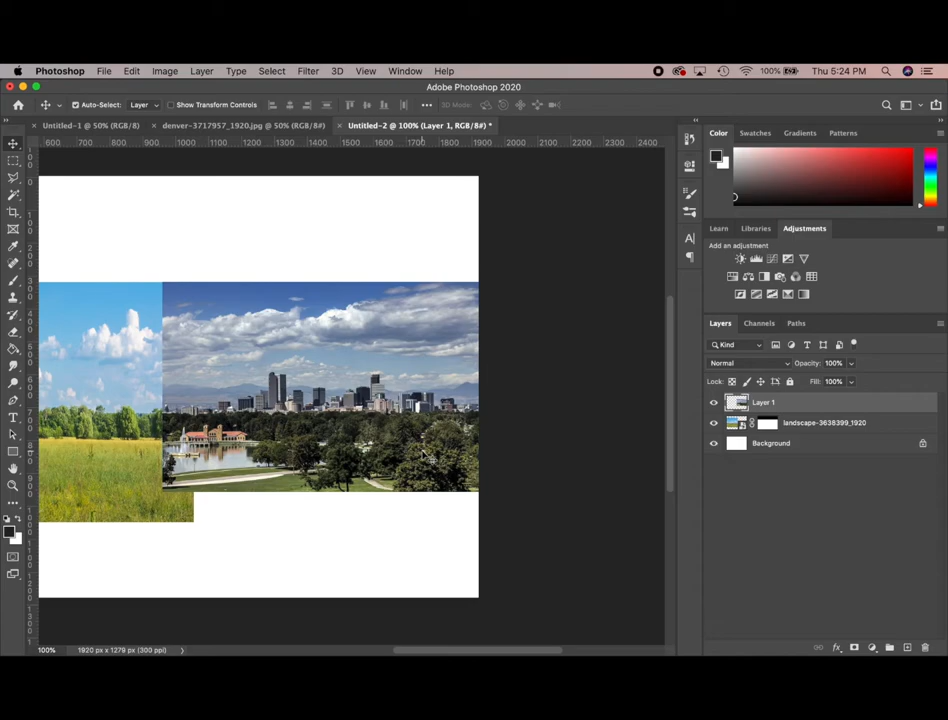 Photoshop File Edit Image Layer Type Select Filter 3D View Window Help 100% Thu 5:24 PM
Adobe Photoshop 2020
Auto-Select: Layer Show Transform Controls 3D Mode:
Untitled-1 @ 50% (RGB/8) denver-3717957_1920.jpg @ 50% (RGB/8#) Untitled-2 @ 100% (Layer 1, RGB/8#) *
600 700 800 900 1000 1100 1200 1300 1400 1500 1600 1700 1800 1900 2000 2100 2200 2300 2400
Color Swatches Gradients Patterns
Learn Libraries Adjustments
Add an adjustment
Layers Channels Paths
Kind
Normal Opacity: 100%
Lock: Fill: 100%
Layer 1
landscape-3638399_1920
Background
100% 1920 px x 1279 px (300 ppi)